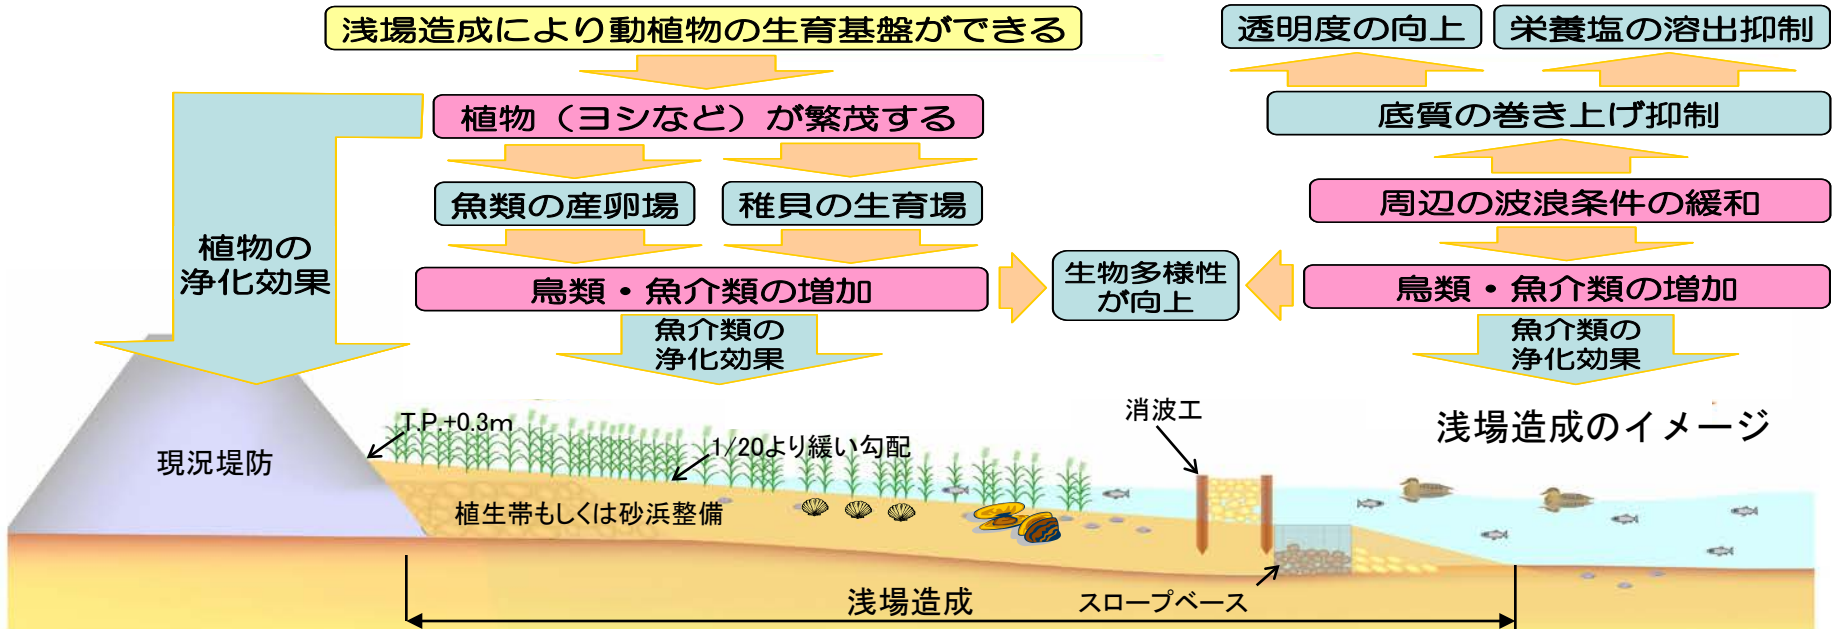 浅場造成により動植物の生育基盤ができる
透明度の向上
栄養塩の溶出抑制
植物（ヨシなど）が繁茂する
底質の巻き上げ抑制
魚類の産卵場
稚貝の生育場
周辺の波浪条件の緩和
植物の
浄化効果
鳥類・魚介類の増加
生物多様性
が向上
鳥類・魚介類の増加
魚介類の
浄化効果
魚介類の
浄化効果
T.P.+0.3m
消波工
浅場造成のイメージ
1/20より緩い勾配
現況堤防
植生帯もしくは砂浜整備
浅場造成
スロープベース